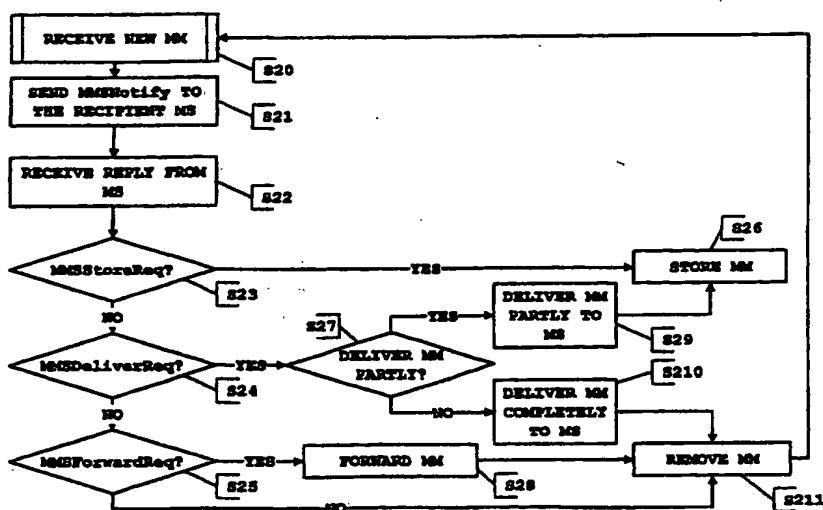 RECEIVE NEW MM
S20
SEND MMSNotify TO
THE RECIPIENT MS
S21
RECEIVE REPLY FROM
MS
S22
S26
MMSStoreReq?
YES
STORE MM
S23
NO
S27
YES
DELIVER MM
PARTLY TO
MS
S29
MMSDeliverReq?
YES
DELIVER MM
PARTLY?
S24
S210
NO
NO
DELIVER MM
COMPLETELY
TO MS
MMSForwardReq?
YES
FORWARD MM
REMOVE MM
S25
S28
S211
NO